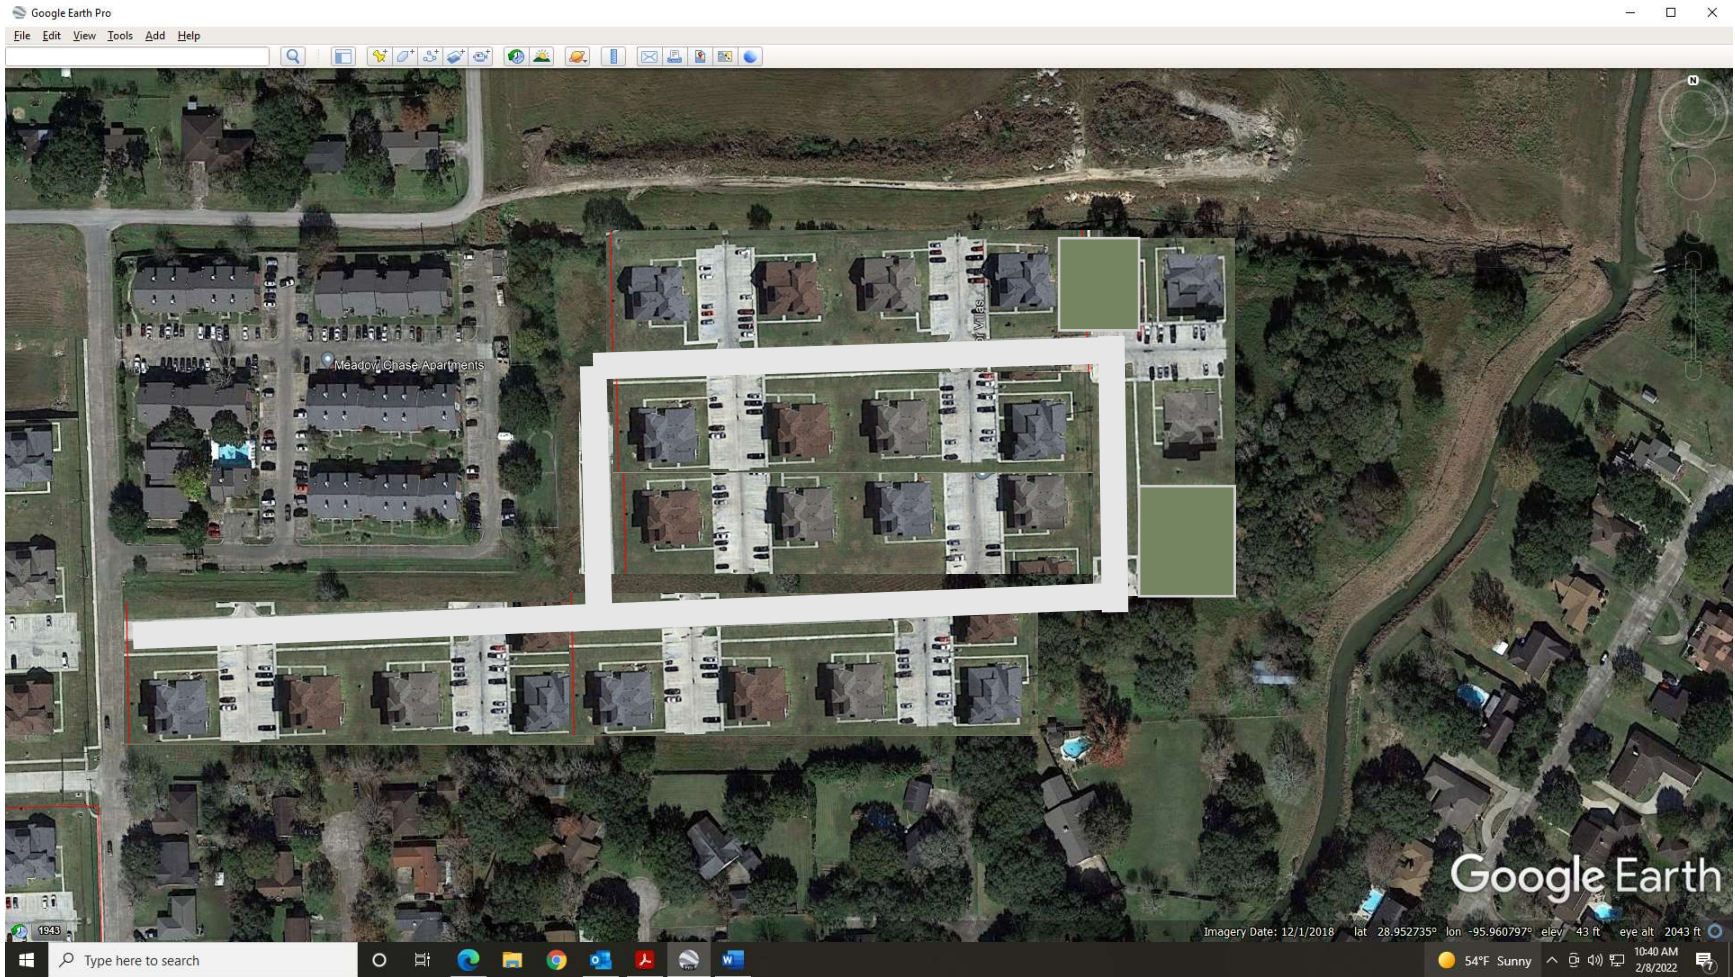 Google Earth Pro
File Edit View Tools Add Help
N
Villas
Meadow Chase Apartments
Google Earth
1943
Imagery Date: 12/1/2018 lat 28.952735° lon -95.960797° elev 43 ft eye alt 2043 ft
Type here to search
54°F Sunny
10:40 AM
2/8/2022
7